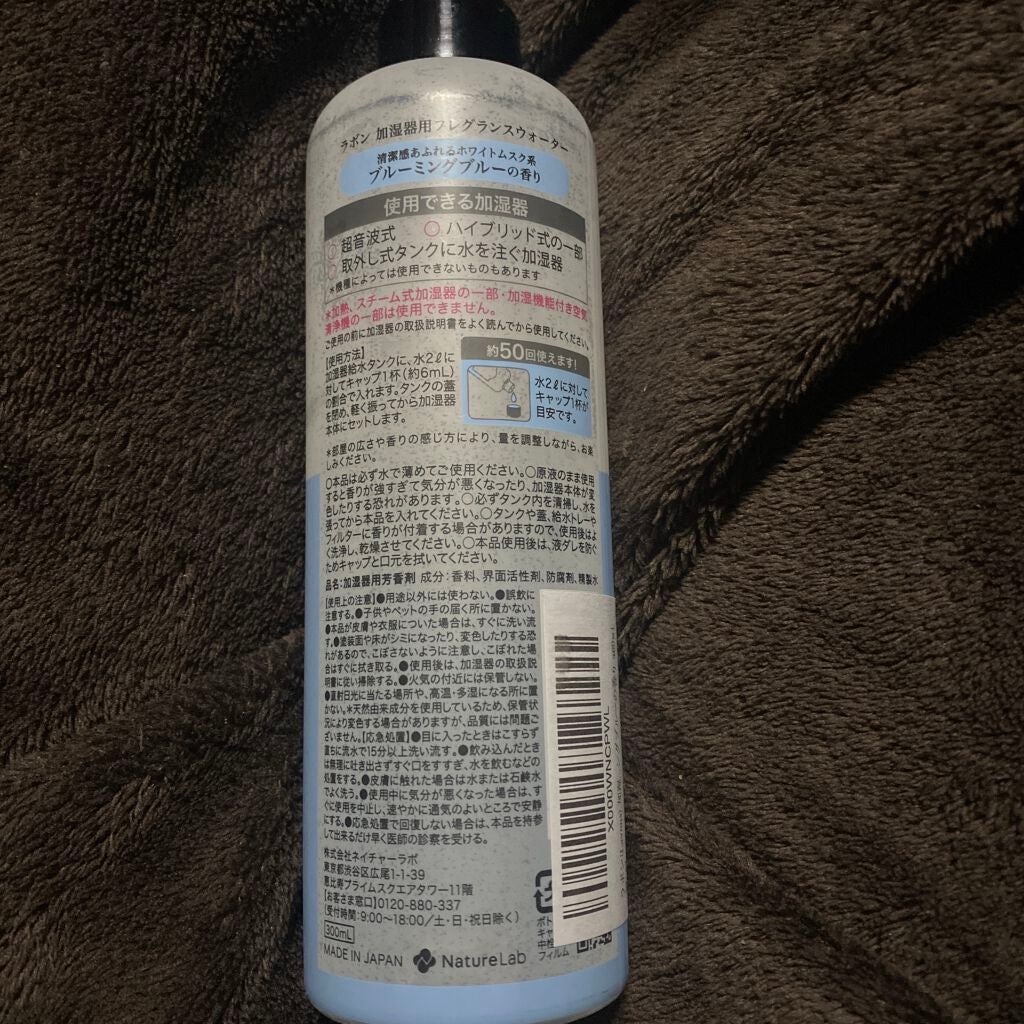 ラボン 加湿器用フレグランスウォーター
清潔感あふれるホワイトムスク系
ブルーミングブルーの香り
使用できる加湿器
○超音波式 ○ハイブリッド式の一部
○取外し式タンクに水を注ぐ加湿器
*機種によっては使用できないものもあります
*加熱、スチーム式加湿器の一部・加湿機能付き空気
清浄機の一部は使用できません。
ご使用の前に加湿器の取扱説明書をよく読んでから使用してください。
【使用方法】
加湿器給水タンクに、水2ℓに
対してキャップ1杯(約6mL)
の割合で入れます。タンクの蓋
を閉め、軽く振ってから加湿器
本体にセットします。
約50回使えます!
水2ℓに対して
キャップ1杯が
目安です。
*部屋の広さや香りの感じ方により、量を調整しながら、お楽
しみください。
○本品は必ず水で薄めてご使用ください。○原液のまま使用
すると香りが強すぎて気分が悪くなったり、加湿器本体が変
色したりする恐れがあります。○必ずタンク内を清掃し、水を
張ってから本品を入れてください。○タンクや蓋、給水トレーや
フィルターに香りが付着する場合がありますので、使用後はよ
く洗浄し、乾燥させてください。○本品使用後は、液ダレを防ぐ
ためキャップと口元を拭いてください。
品名:加湿器用芳香剤 成分:香料、界面活性剤、防腐剤、精製水
【使用上の注意】●用途以外には使わない。●誤飲に
注意する。●子供やペットの手の届く所に置かない。
●本品が皮膚や衣服についた場合は、すぐに洗い流
す。●塗装面や床がシミになったり、変色したりする恐
れがあるので、こぼさないように注意し、こぼれた場
合はすぐに拭き取る。●使用後は、加湿器の取扱説
明書に従い掃除する。●火気の付近には保管しない。
●直射日光に当たる場所や、高温・多湿になる所に置
かない。*天然由来成分を使用しているため、保管状
況により変色する場合がありますが、品質には問題ご
ざいません。【応急処置】●目に入ったときはこすらず
直ちに流水で15分以上洗い流す。●飲み込んだとき
は無理に吐き出さずすぐ口をすすぎ、水を飲むなどの
処置をする。●皮膚に触れた場合は水または石鹸水
でよく洗う。●使用中に気分が悪くなった場合は、す
ぐに使用を中止し、速やかに通気のよいところで安静
にする。●応急処置で回復しない場合は、本品を持参
して出来るだけ早く医師の診察を受ける。
株式会社ネイチャーラボ
東京都渋谷区広尾1-1-39
恵比寿プライムスクエアタワー11階
【お客さま窓口】0120-880-337
(受付時間:9:00~18:00/土・日・祝日除く)
300mL
MADE IN JAPAN NatureLab
X000WNCPWL
ボト
キャ
中栓
フィルム